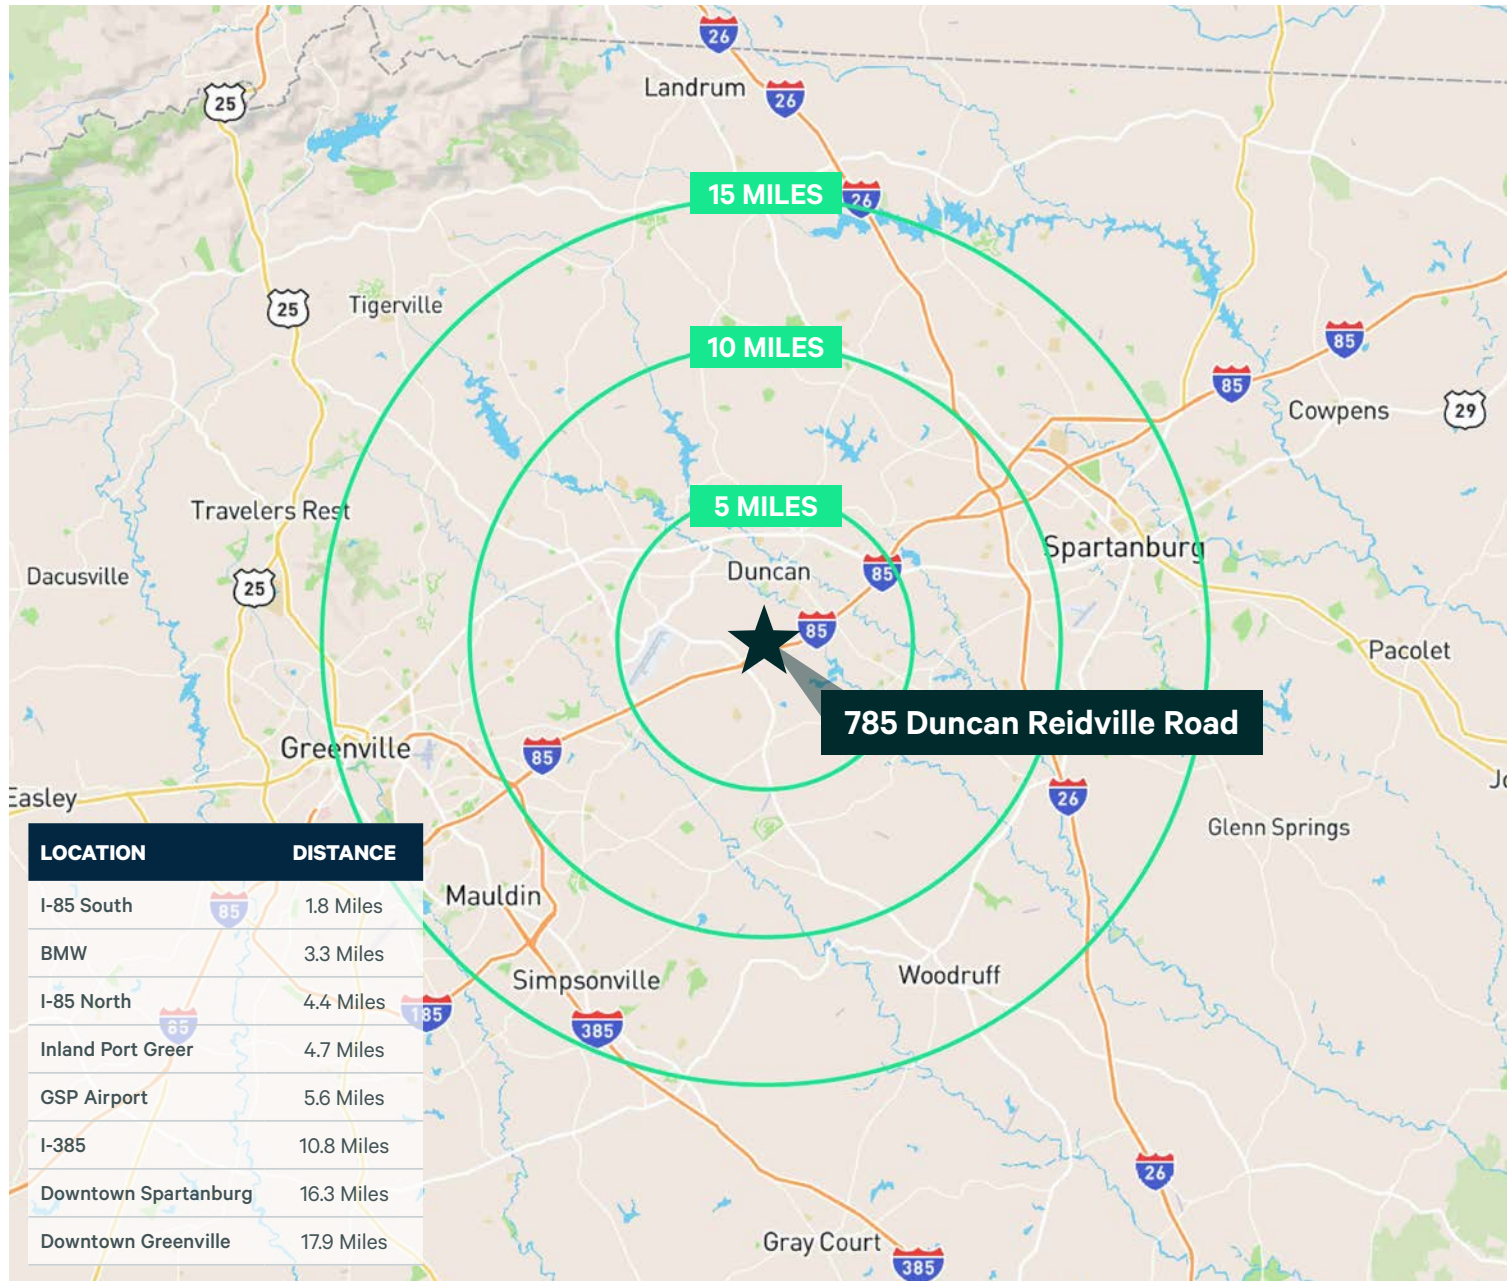 26
Landrum
26
25
15 MILES
26
25
Tigerville
10 MILES
85
85
Cowpens
29
5 MILES
Travelers Rest
Spartanburg
Duncan
85
Dacusville
25
85
Pacolet
785 Duncan Reidville Road
Greenville
85
26
Easley
Glenn Springs
LOCATION DISTANCE
I-85 South 1.8 Miles
BMW 3.3 Miles
I-85 North 4.4 Miles
Inland Port Greer 4.7 Miles
GSP Airport 5.6 Miles
I-385 10.8 Miles
Downtown Spartanburg 16.3 Miles
Downtown Greenville 17.9 Miles
85
85
185
Mauldin
Simpsonville
385
Woodruff
26
Gray Court
385